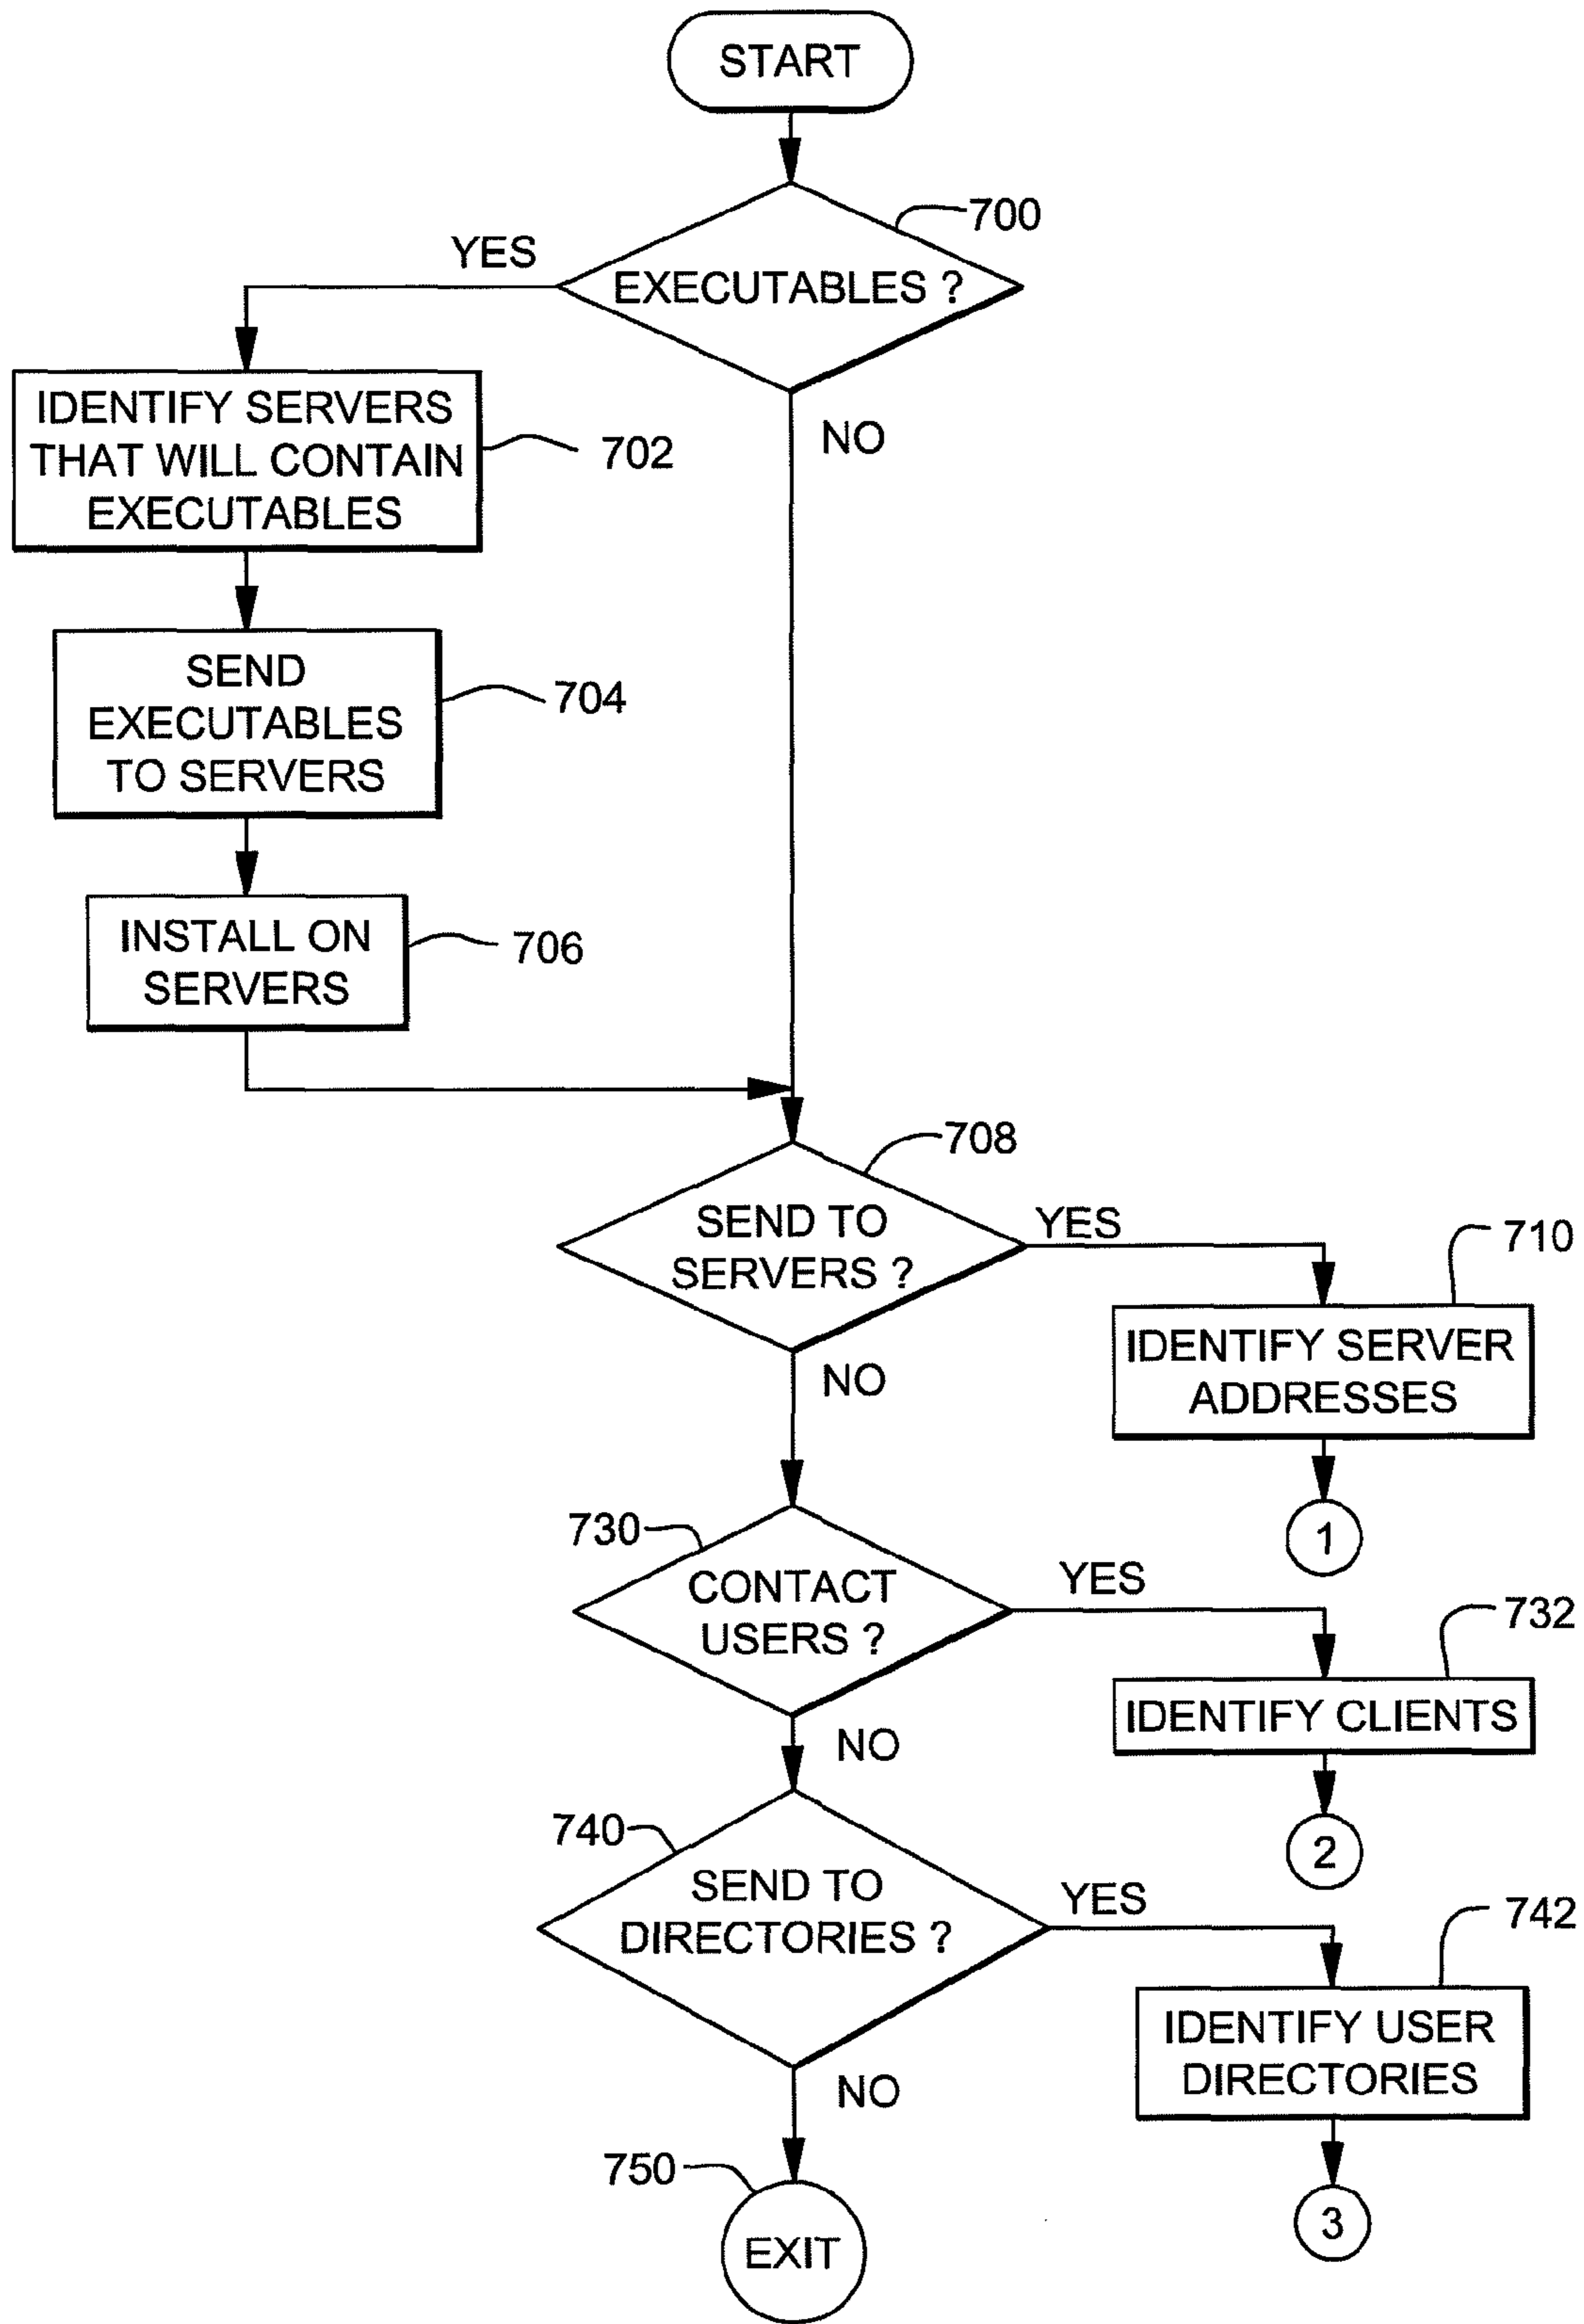 START
700
YES
EXECUTABLES ?
IDENTIFY SERVERS
THAT WILL CONTAIN
EXECUTABLES
702
NO
SEND
EXECUTABLES
TO SERVERS
704
INSTALL ON
SERVERS
706
708
SEND TO
SERVERS ?
YES
710
IDENTIFY SERVER
ADDRESSES
NO
1
730
CONTACT
USERS ?
YES
732
IDENTIFY CLIENTS
NO
2
740
SEND TO
DIRECTORIES ?
YES
742
IDENTIFY USER
DIRECTORIES
NO
3
750
EXIT